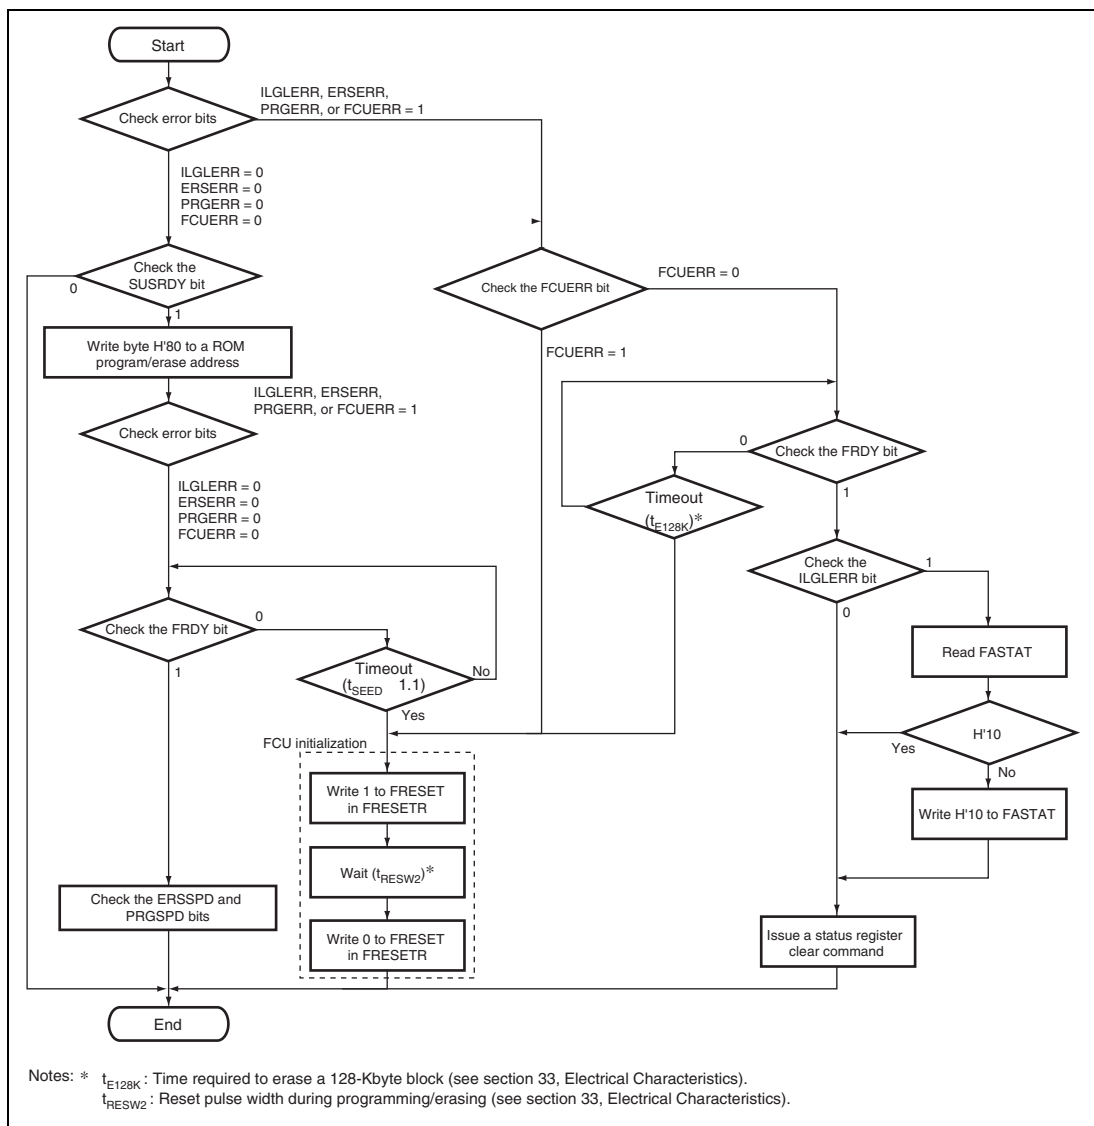 Start
Check error bits
ILGLERR, ERSERR,
PRGERR, or FCUERR = 1
ILGLERR = 0
ERSERR = 0
PRGERR = 0
FCUERR = 0
Check the
SUSRDY bit
0
1
Write byte H'80 to a ROM
program/erase address
ILGLERR, ERSERR,
PRGERR, or FCUERR = 1
Check error bits
ILGLERR = 0
ERSERR = 0
PRGERR = 0
FCUERR = 0
Check the FRDY bit
0
1
Timeout
(tSEED 1.1)
No
Yes
Check the FCUERR bit
FCUERR = 0
FCUERR = 1
Check the FRDY bit
0
1
Timeout
(tE128K)*
Check the
ILGLERR bit
1
0
Read FASTAT
H'10
Yes
No
Write H'10 to FASTAT
FCU initialization
Write 1 to FRESET
in FRESETR
Wait (tRESW2)*
Write 0 to FRESET
in FRESETR
Check the ERSSPD and
PRGSPD bits
Issue a status register
clear command
End
Notes: * tE128K : Time required to erase a 128-Kbyte block (see section 33, Electrical Characteristics).
tRESW2 : Reset pulse width during programming/erasing (see section 33, Electrical Characteristics).